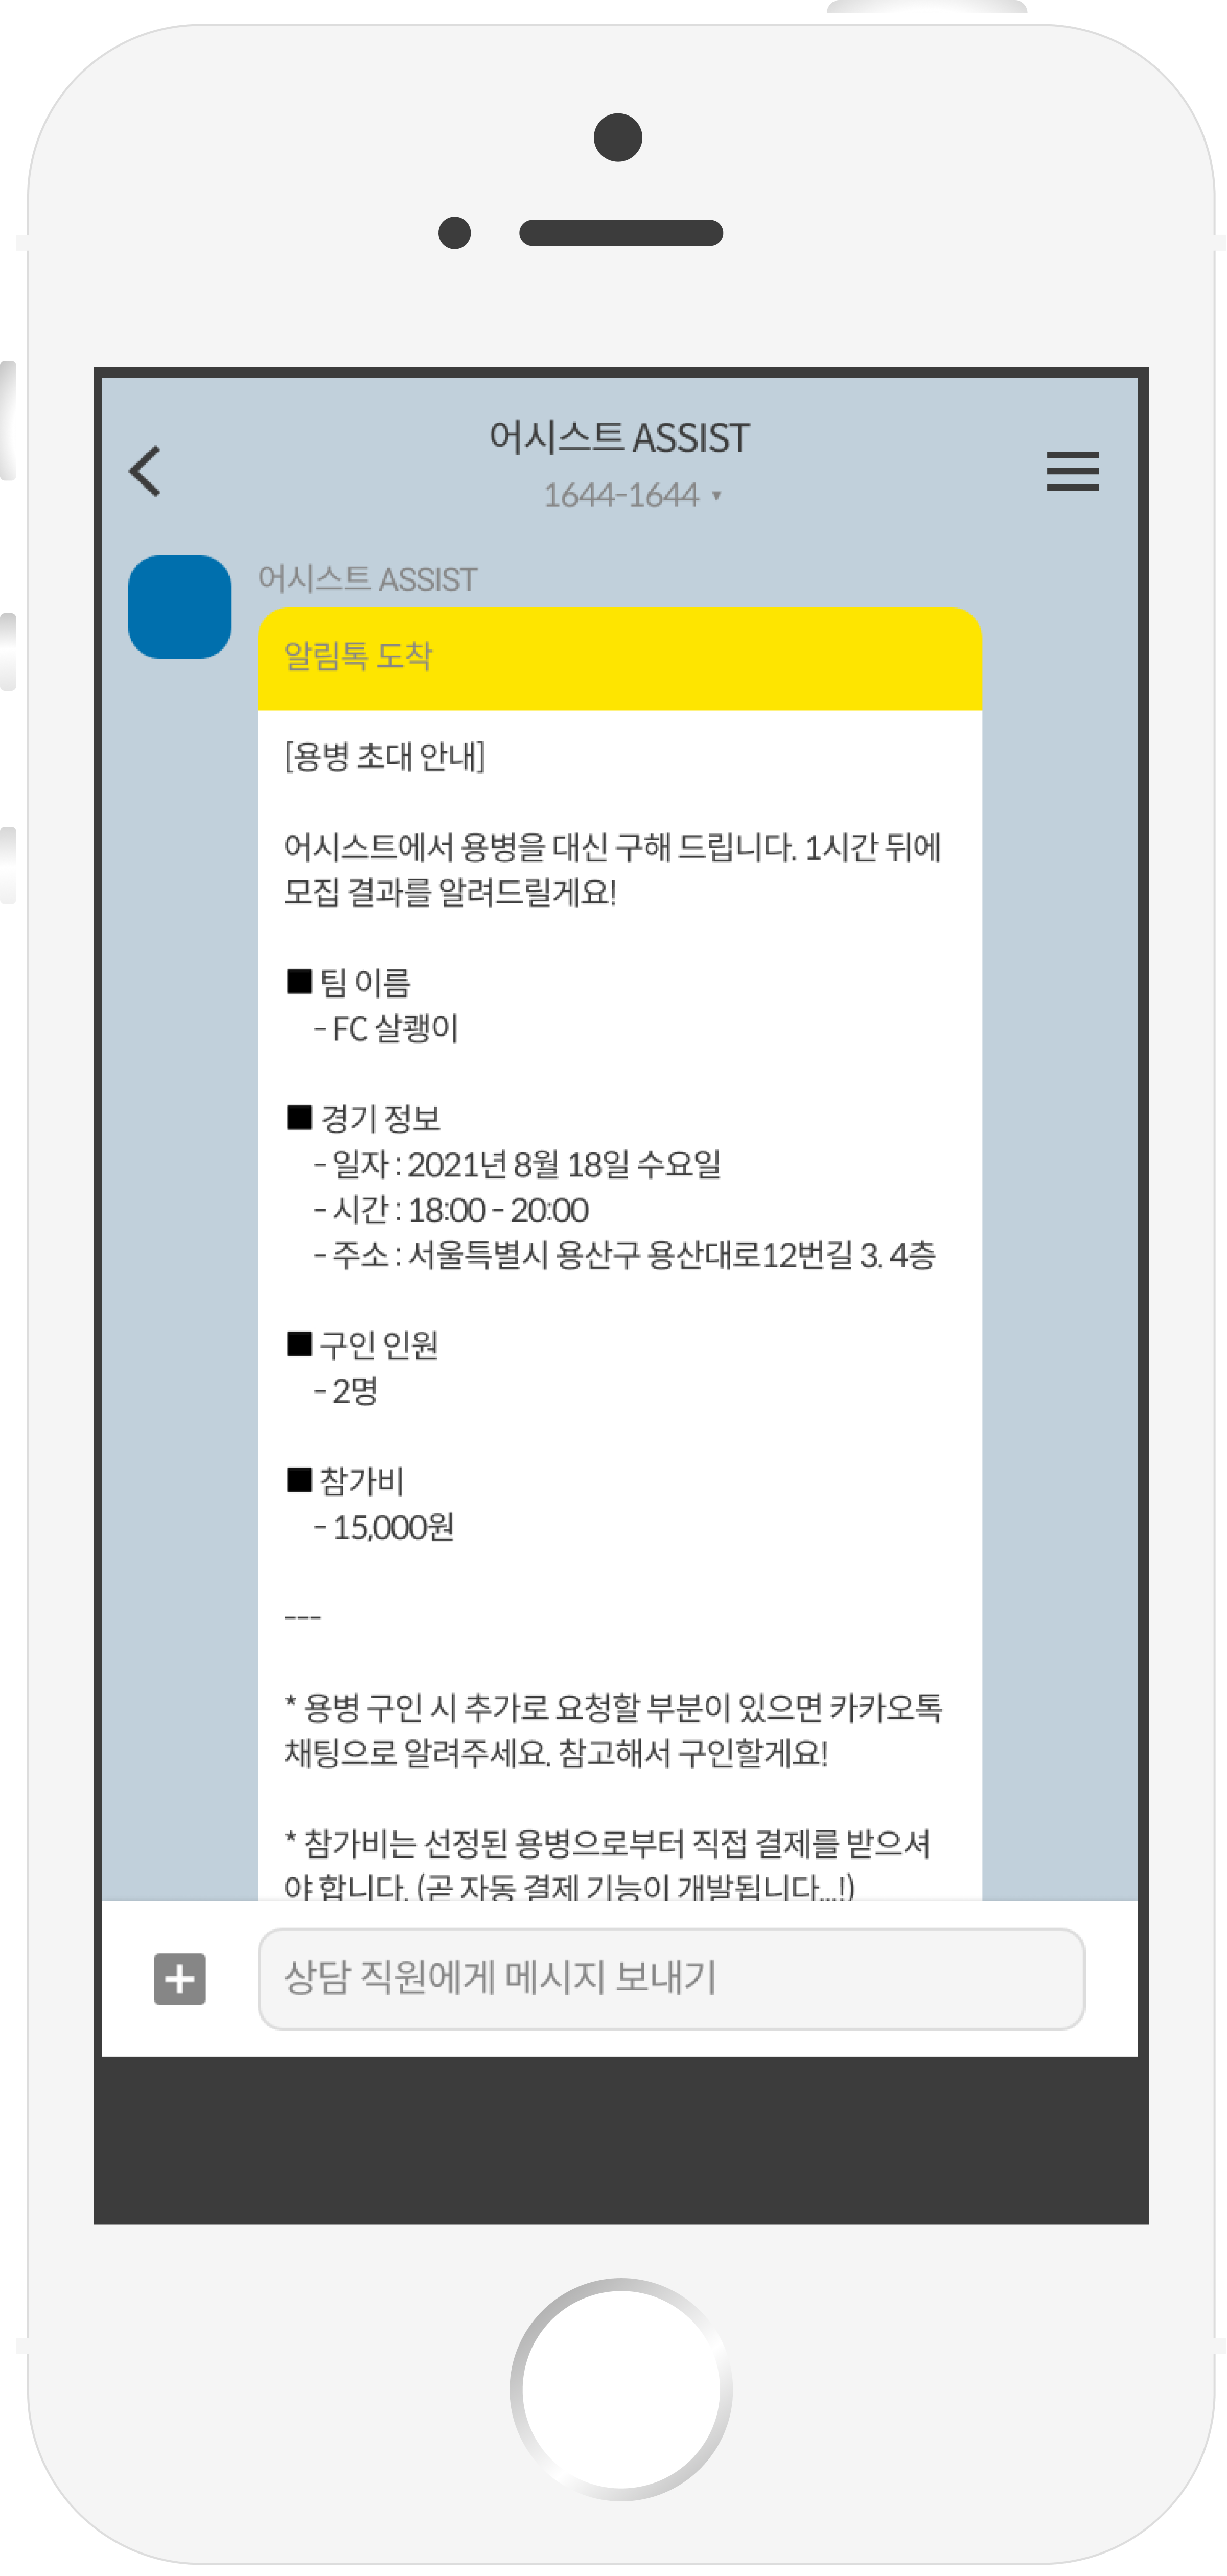 어시스트 ASSIST
1644-1644 ▾
어시스트 ASSIST
알림톡 도착
[용병 초대 안내]
어시스트에서 용병을 대신 구해 드립니다. 1시간 뒤에
모집 결과를 알려드릴게요!
■ 팀 이름
- FC 살쾡이
■ 경기 정보
- 일자 : 2021년 8월 18일 수요일
- 시간 : 18:00 - 20:00
- 주소 : 서울특별시 용산구 용산대로12번길 3. 4층
■ 구인 인원
- 2명
■ 참가비
- 15,000원
---
* 용병 구인 시 추가로 요청할 부분이 있으면 카카오톡
채팅으로 알려주세요. 참고해서 구인할게요!
* 참가비는 선정된 용병으로부터 직접 결제를 받으셔
야 합니다. (곧 자동 결제 기능이 개발됩니다...!)
상담 직원에게 메시지 보내기